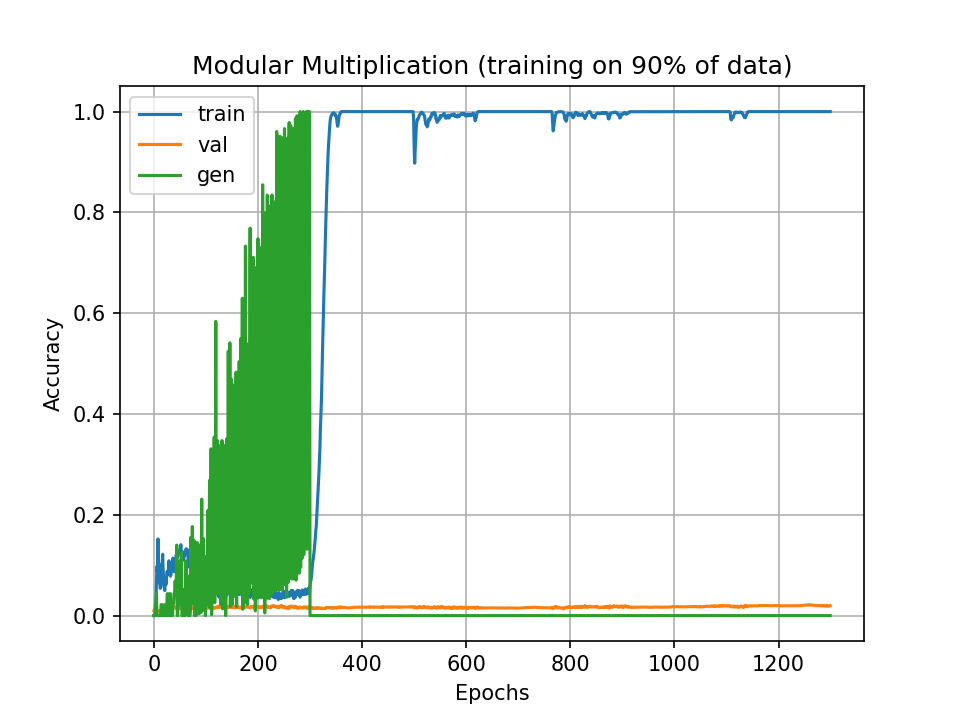 Modular Multiplication (training on 90% of data)
train
val
gen
1.0
0.8
0.6
0.4
0.2
0.0
Accuracy
0 200 400 600 800 1000 1200
Epochs